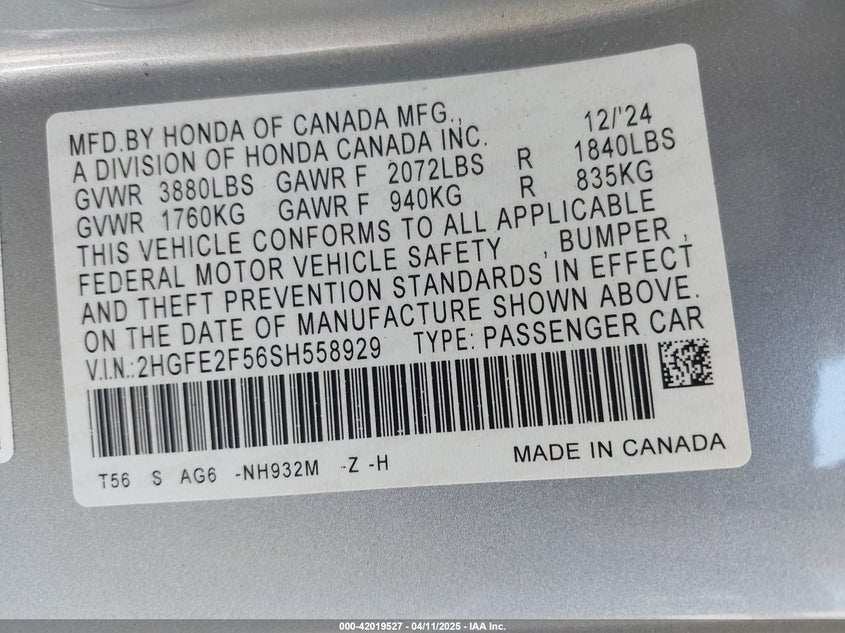 MFD.BY HONDA OF CANADA MFG., 12/'24
A DIVISION OF HONDA CANADA INC.
GVWR 3880LBS GAWR F 2072LBS R 1840LBS
GVWR 1760KG GAWR F 940KG R 835KG
THIS VEHICLE CONFORMS TO ALL APPLICABLE
FEDERAL MOTOR VEHICLE SAFETY , BUMPER ,
AND THEFT PREVENTION STANDARDS IN EFFECT
ON THE DATE OF MANUFACTURE SHOWN ABOVE.
V.I.N.:2HGFE2F56SH558929 TYPE: PASSENGER CAR
T56 S AG6 -NH932M -Z -H MADE IN CANADA
000-42019527 - 04/11/2025 - IAA Inc.